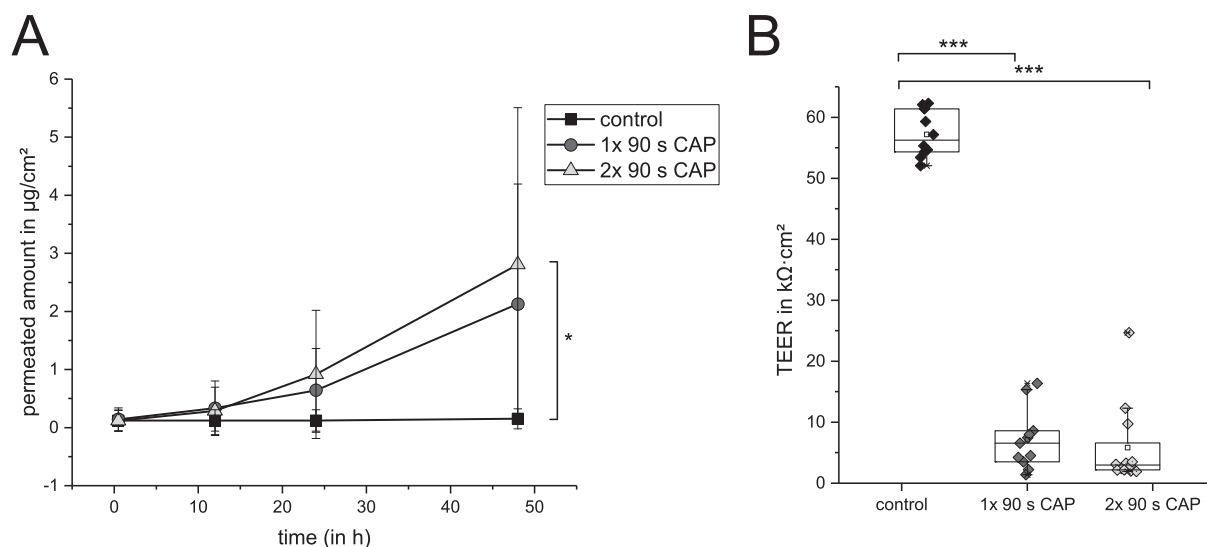 A
permeated amount in µg/cm²
6
5
4
3
2
1
0
-1
0
10
20
30
40
50
time (in h)
control
1x 90 s CAP
2x 90 s CAP
*
B
***
***
TEER in kΩ·cm²
60
50
40
30
20
10
0
control
1x 90 s CAP
2x 90 s CAP